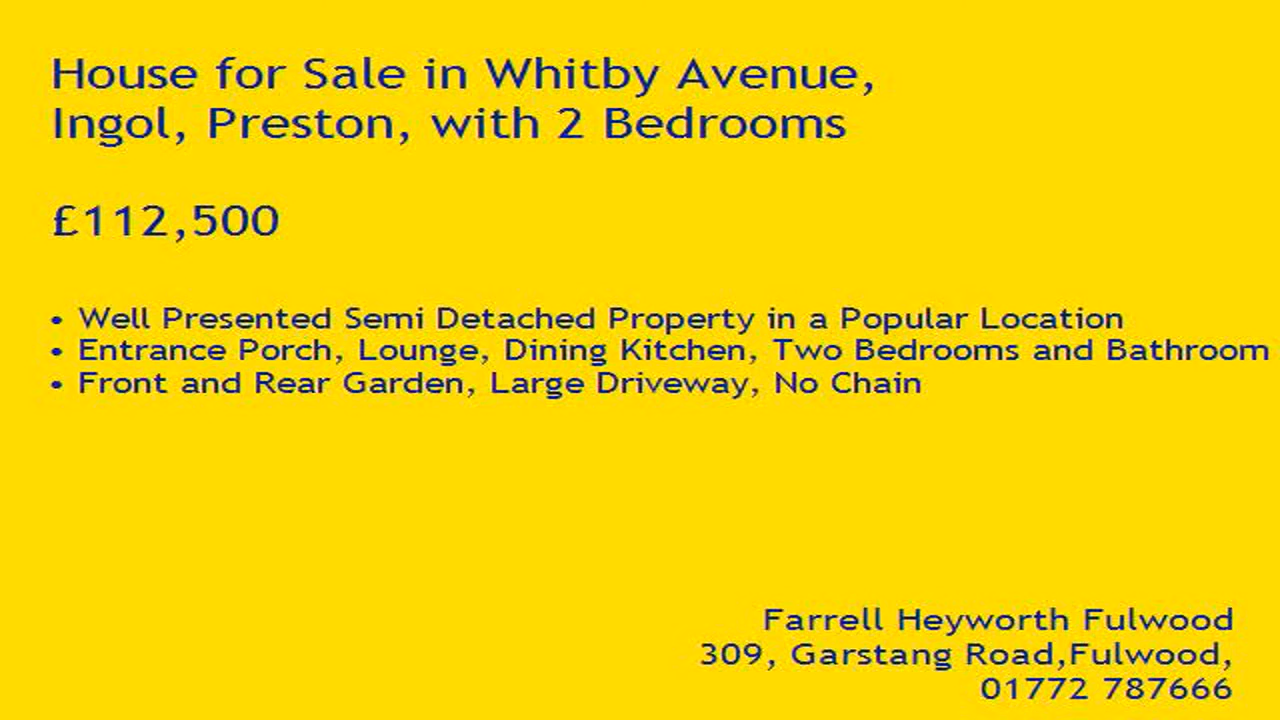 House for Sale in Whitby Avenue,
Ingol, Preston, with 2 Bedrooms
£112,500
• Well Presented Semi Detached Property in a Popular Location
• Entrance Porch, Lounge, Dining Kitchen, Two Bedrooms and Bathroom
• Front and Rear Garden, Large Driveway, No Chain
Farrell Heyworth Fulwood
309, Garstang Road,Fulwood,
01772 787666